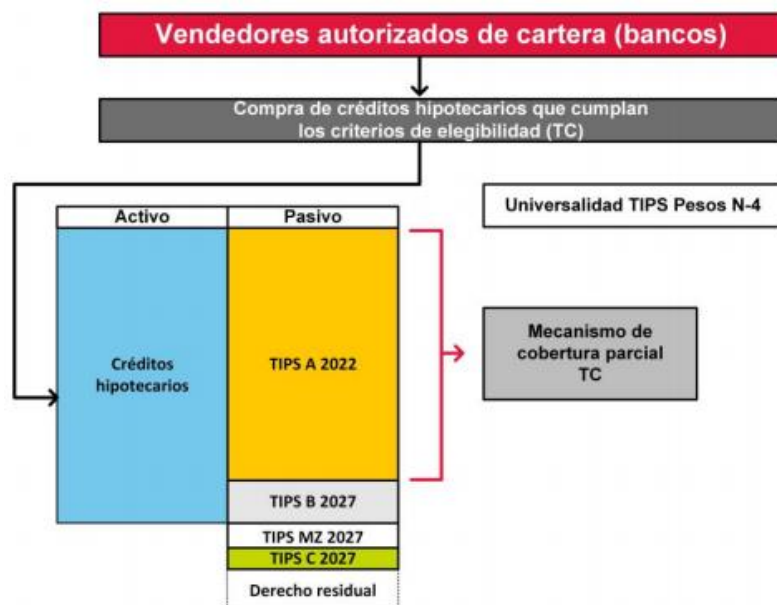 Vendedores autorizados de cartera (bancos)
Compra de créditos hipotecarios que cumplan
los criterios de elegibilidad (TC)
Activo
Pasivo
Universalidad TIPS Pesos N-4
Créditos
hipotecarios
TIPS A 2022
Mecanismo de
cobertura parcial
TC
TIPS B 2027
TIPS MZ 2027
TIPS C 2027
Derecho residual